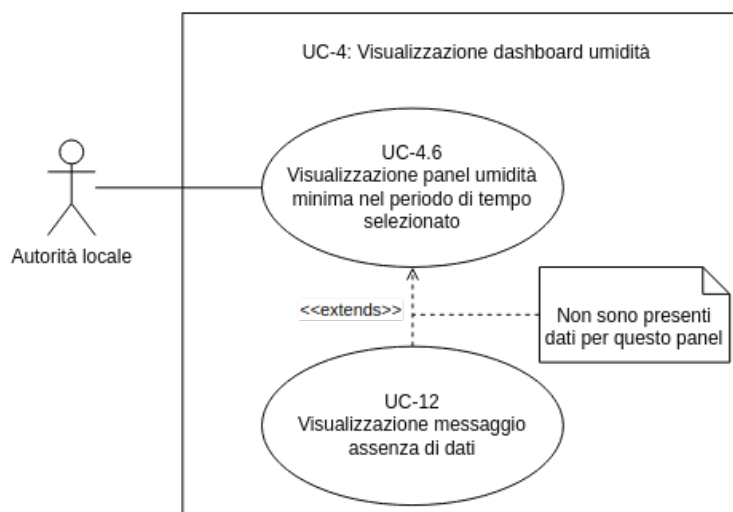 UC-4: Visualizzazione dashboard umidità
UC-4.6
Visualizzazione panel umidità
minima nel periodo di tempo
selezionato
Autorità locale
<<extends>>
Non sono presenti
dati per questo panel
UC-12
Visualizzazione messaggio
assenza di dati